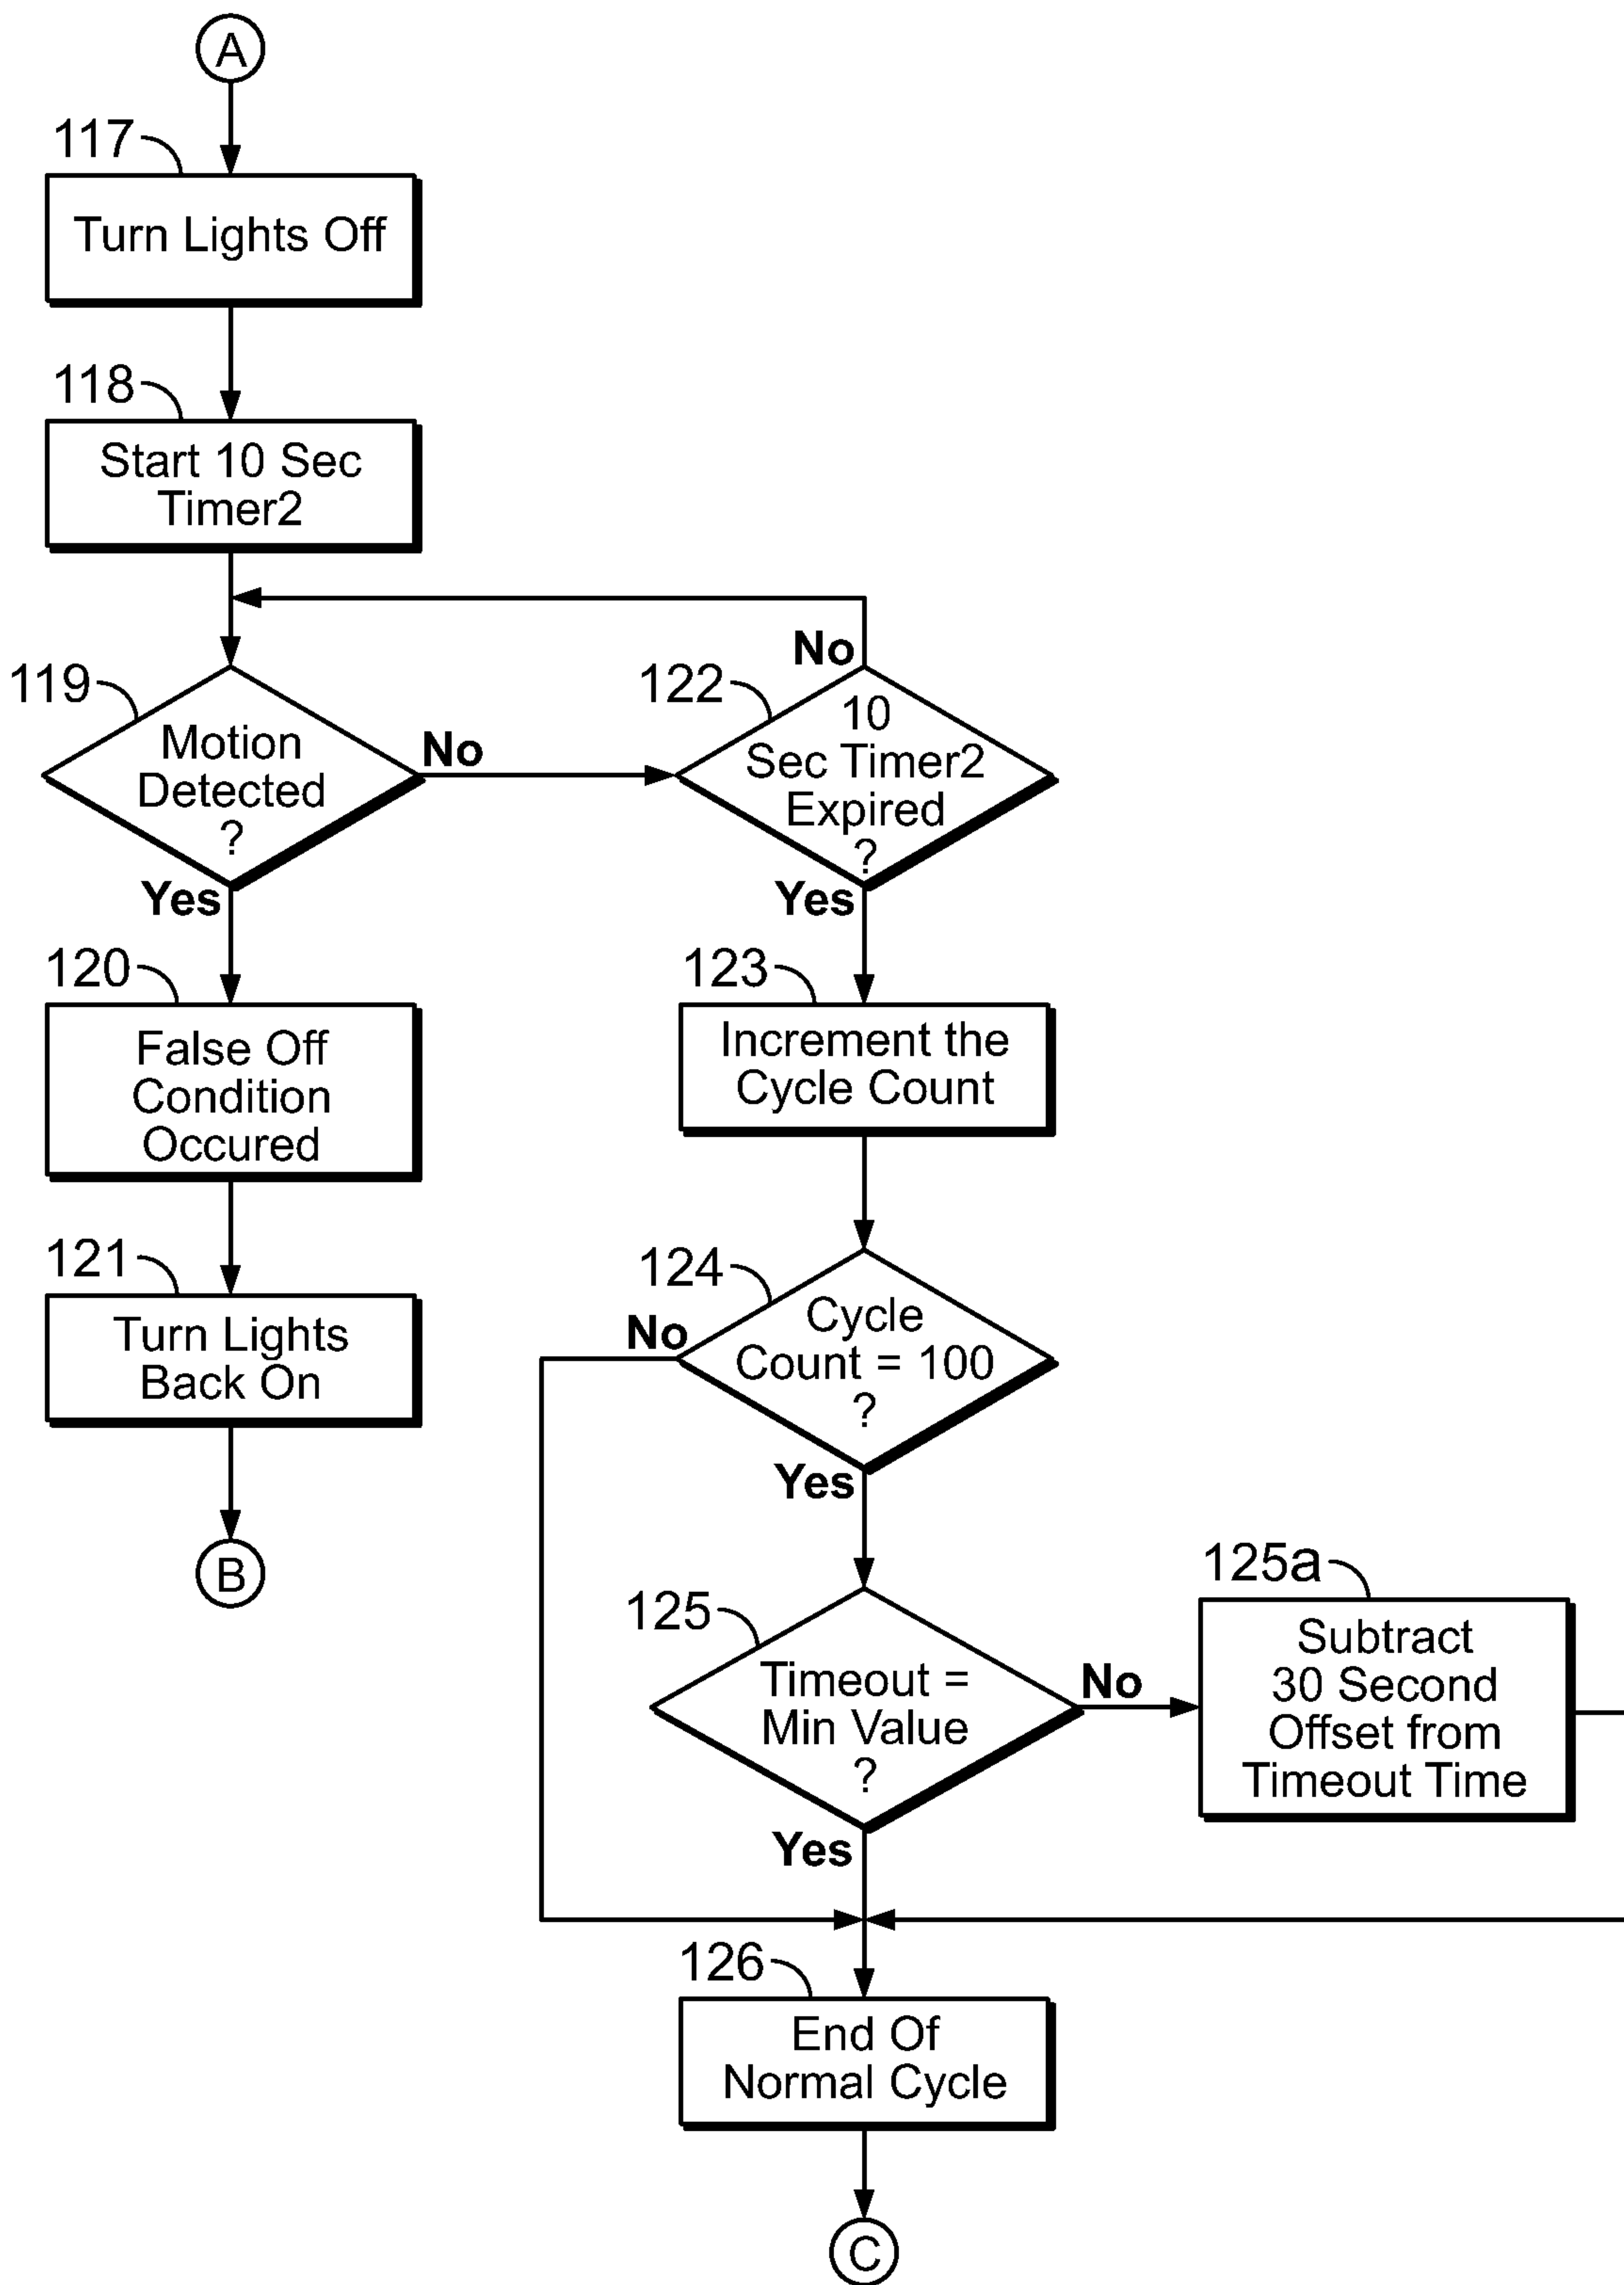 A
117
Turn Lights Off
118
Start 10 Sec
Timer2
119
Motion
Detected
?
No
Yes
120
False Off
Condition
Occured
121
Turn Lights
Back On
B
122
10
Sec Timer2
Expired
?
No
Yes
123
Increment the
Cycle Count
124
Cycle
Count = 100
?
No
Yes
125
Timeout =
Min Value
?
No
Yes
125a
Subtract
30 Second
Offset from
Timeout Time
126
End Of
Normal Cycle
C